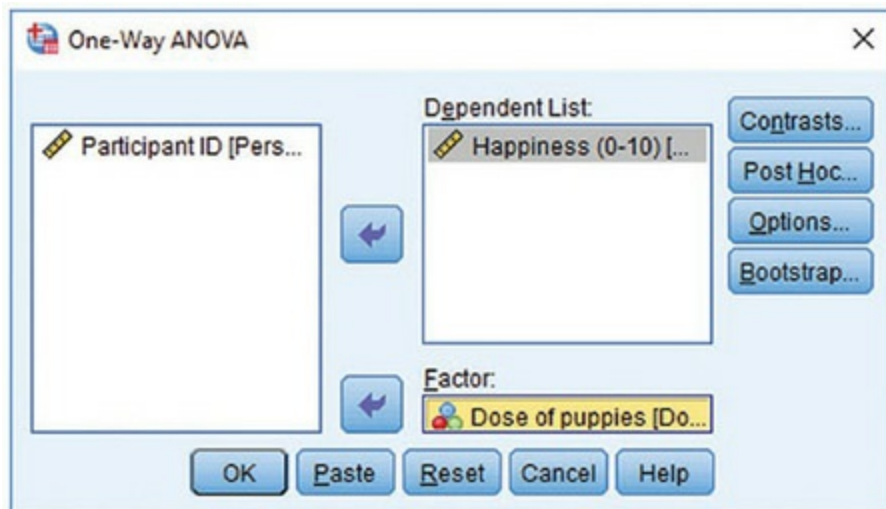 One-Way ANOVA
Participant ID [Pers...
Dependent List:
Happiness (0-10) [...
Factor:
Dose of puppies [Do...
Contrasts...
Post Hoc...
Options...
Bootstrap...
OK Paste Reset Cancel Help